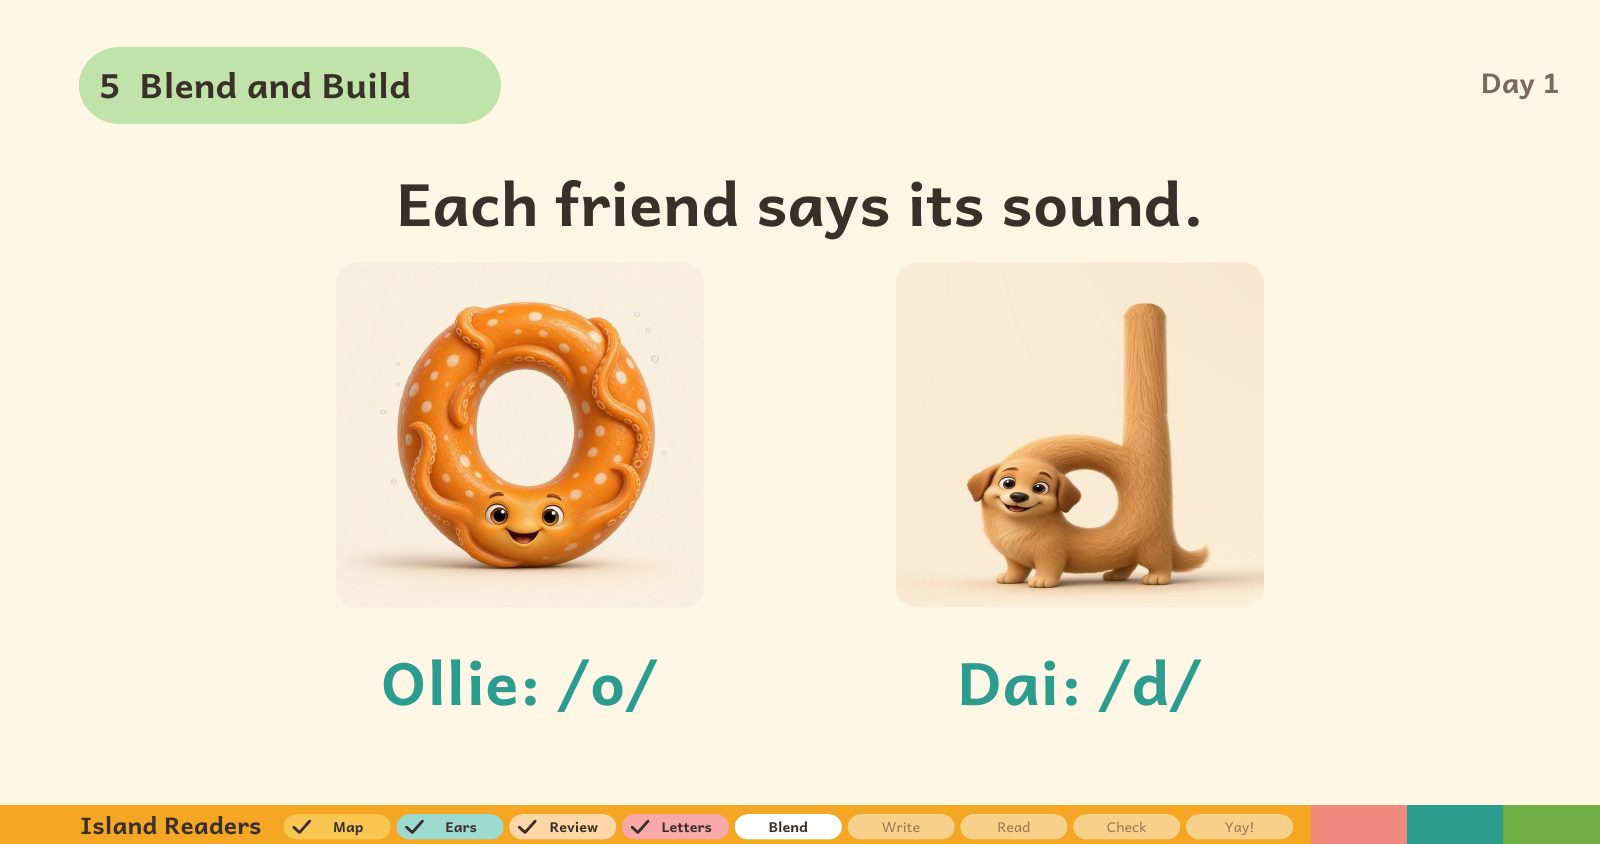 5 Blend and Build
Day 1
Each friend says its sound.
Ollie: /o/
Dai: /d/
Island Readers
Map
Ears
Review
Letters
Blend
Write
Read
Check
Yay!